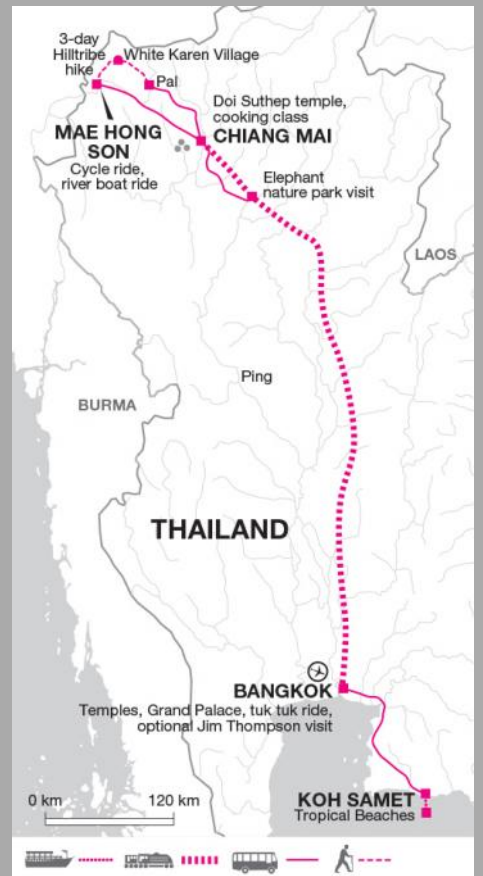 3-day
Hilltribe
hike
White Karen Village
Pal
MAE HONG
SON
Cycle ride,
river boat ride
Doi Suthep temple,
cooking class
CHIANG MAI
Elephant
nature park visit
LAOS
Ping
BURMA
THAILAND
BANGKOK
Temples, Grand Palace, tuk tuk ride,
optional Jim Thompson visit
0 km 120 km
KOH SAMET
Tropical Beaches